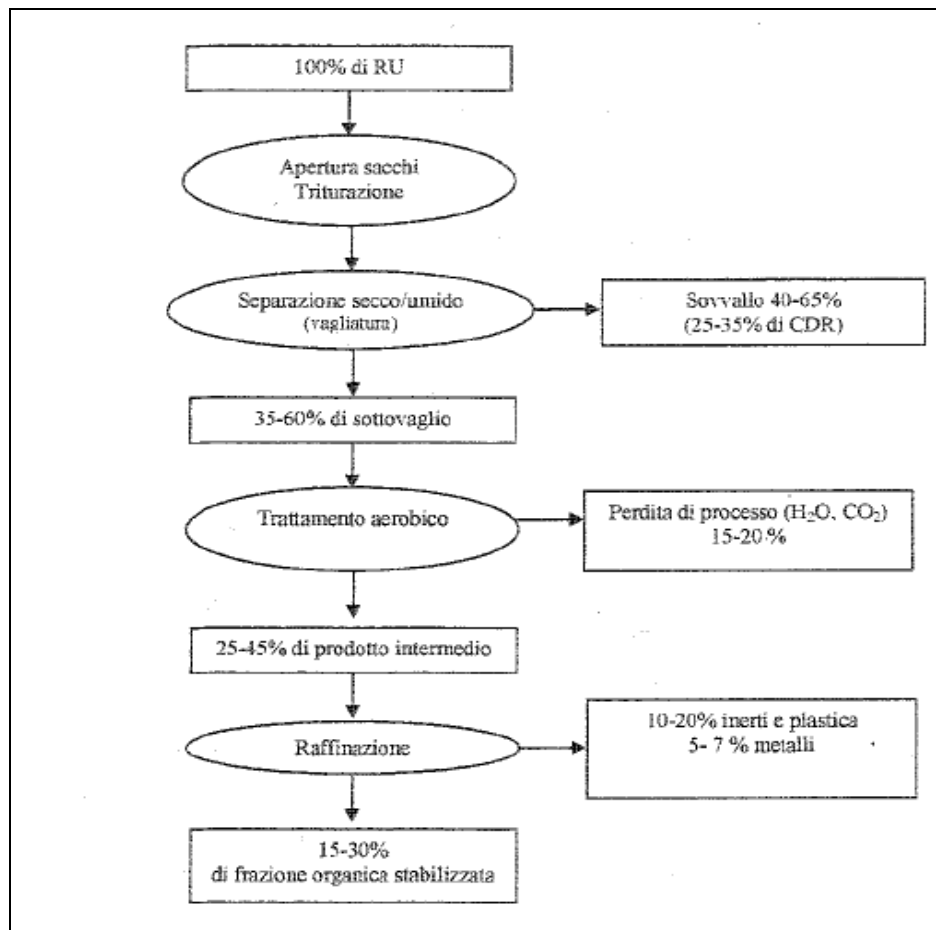 100% di RU
Apertura sacchi
Triturazione
Separazione secco/umido
(vagliatura)
Sovvallo 40-65%
(25-35% di CDR)
35-60% di sottovaglio
Trattamento aerobico
Perdita di processo (H₂O, CO₂)
15-20 %
25-45% di prodotto intermedio
Raffinazione
10-20% inerti e plastica
5- 7 % metalli
15-30%
di frazione organica stabilizzata